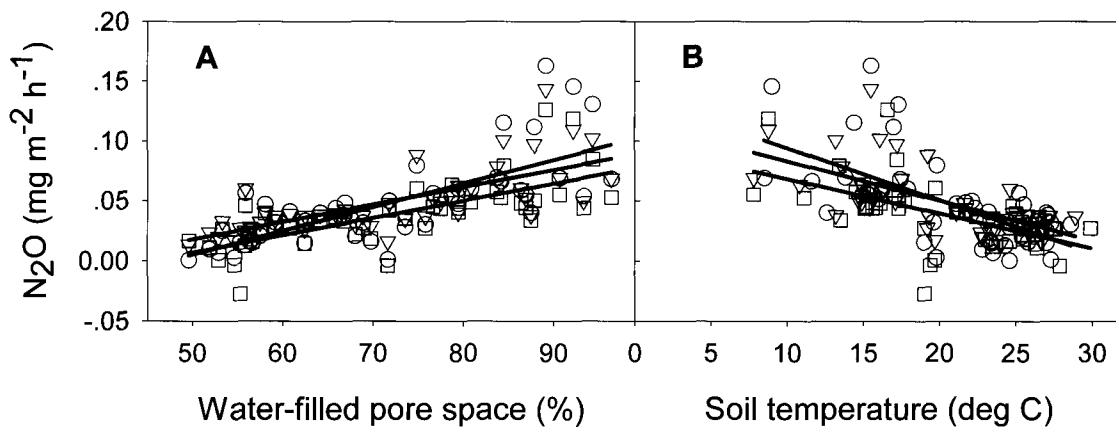 N₂O (mg m⁻² h⁻¹)
.20
.15
.10
.05
0.00
-.05
A
B
50 60 70 80 90 0 5 10 15 20 25 30
Water-filled pore space (%)
Soil temperature (deg C)